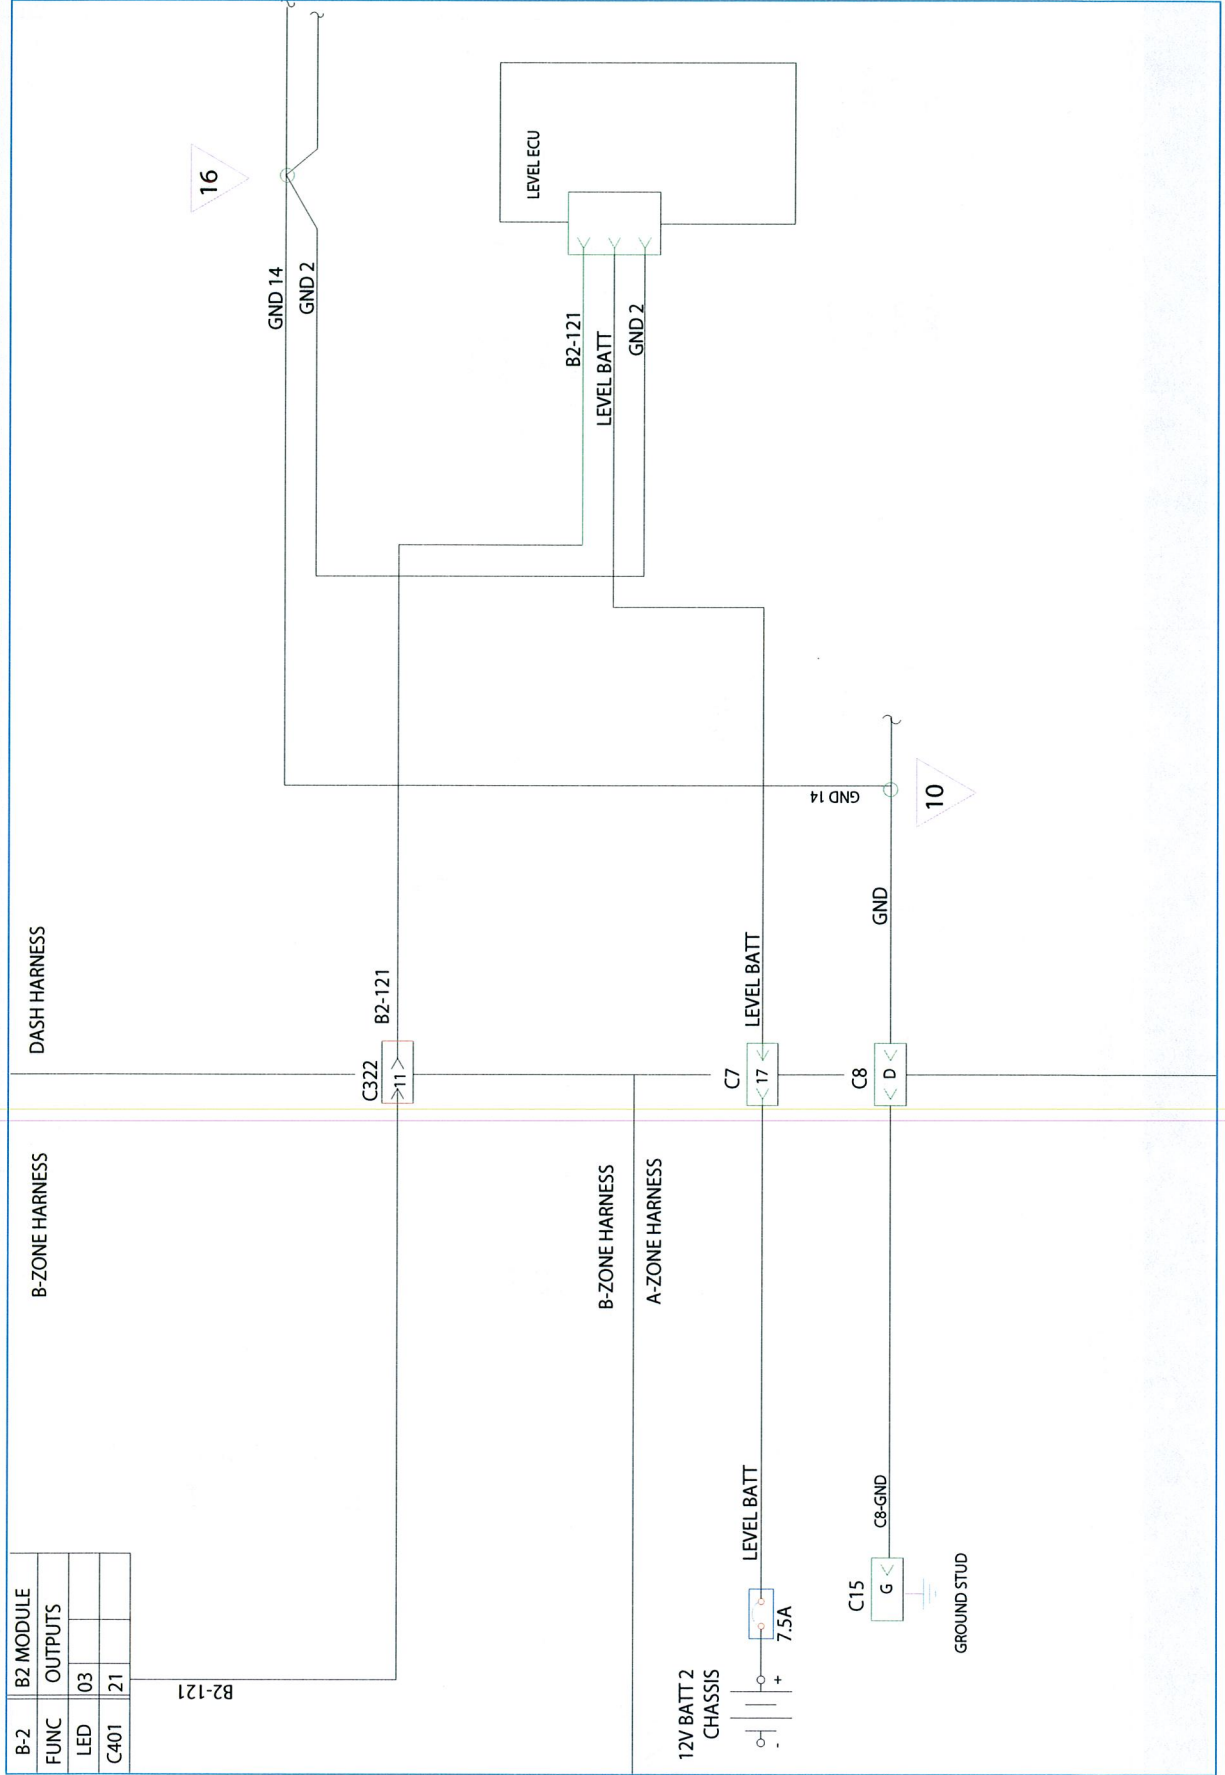 B-2 B2 MODULE
FUNC OUTPUTS
LED 03
C401 21
B2-121
B-ZONE HARNESS
DASH HARNESS
C322
11
B2-121
GND 14
GND 2
16
B2-121
LEVEL BATT
GND 2
LEVEL ECU
B-ZONE HARNESS
A-ZONE HARNESS
12V BATT 2
CHASSIS
- +
7.5A
LEVEL BATT
C7
17
LEVEL BATT
C15
G
GROUND STUD
C8-GND
C8
D
GND
GND 14
10